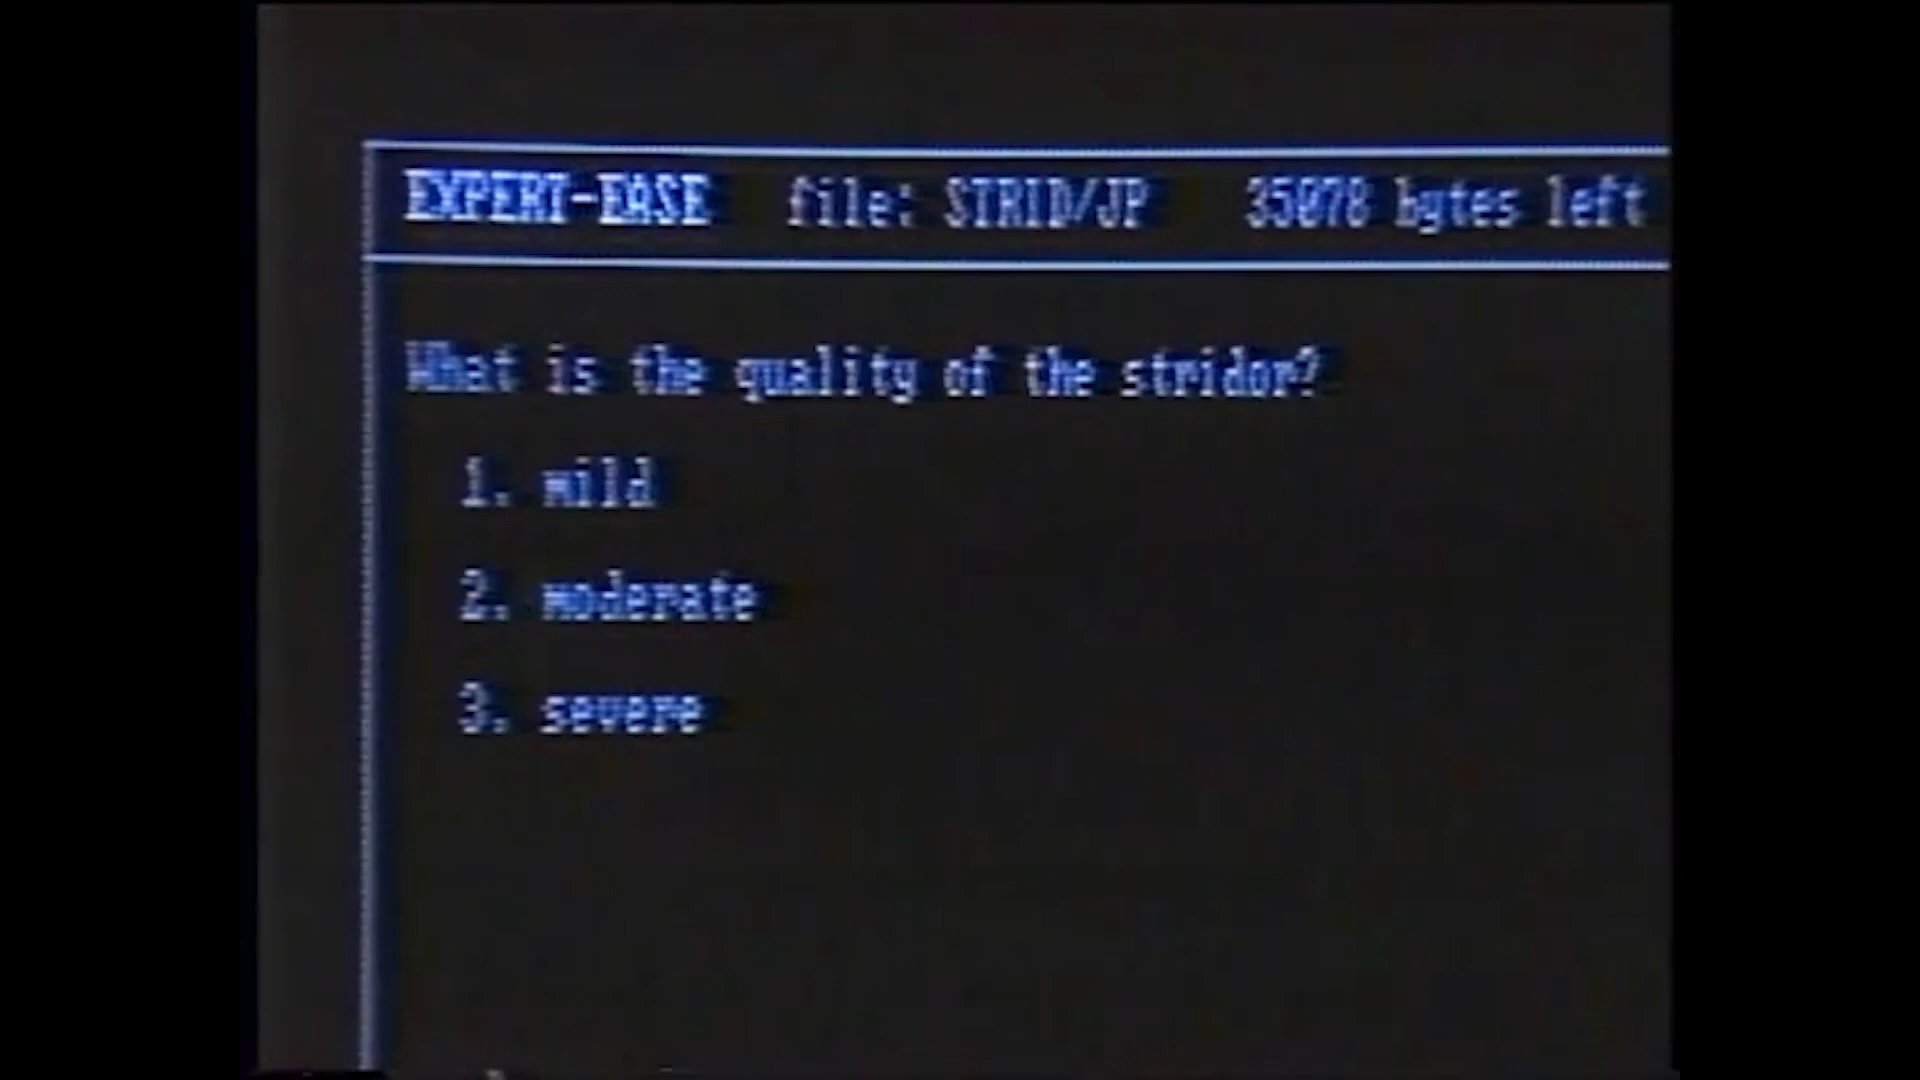 EXPERT-EASE file: STRID/JP 35078 bytes left
What is the quality of the stridor?
1. mild
2. moderate
3. severe